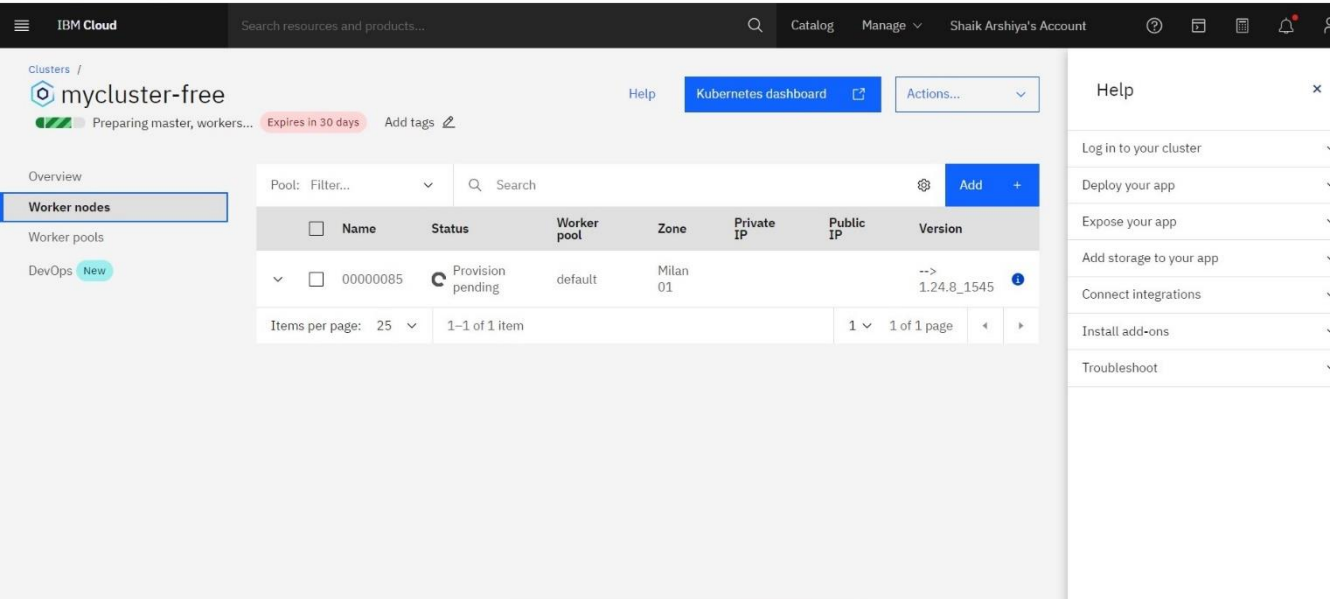 IBM Cloud
Search resources and products...
Catalog
Manage
Shaik Arshiya's Account
Clusters /
mycluster-free
Help
Kubernetes dashboard
Actions...
Preparing master, workers...
Expires in 30 days
Add tags
Overview
Worker nodes
Worker pools
DevOps New
Pool: Filter...
Search
Add +
Name
Status
Worker pool
Zone
Private IP
Public IP
Version
00000085
Provision pending
default
Milan 01
--> 1.24.8_1545
Items per page: 25
1–1 of 1 item
1
1 of 1 page
Help
Log in to your cluster
Deploy your app
Expose your app
Add storage to your app
Connect integrations
Install add-ons
Troubleshoot